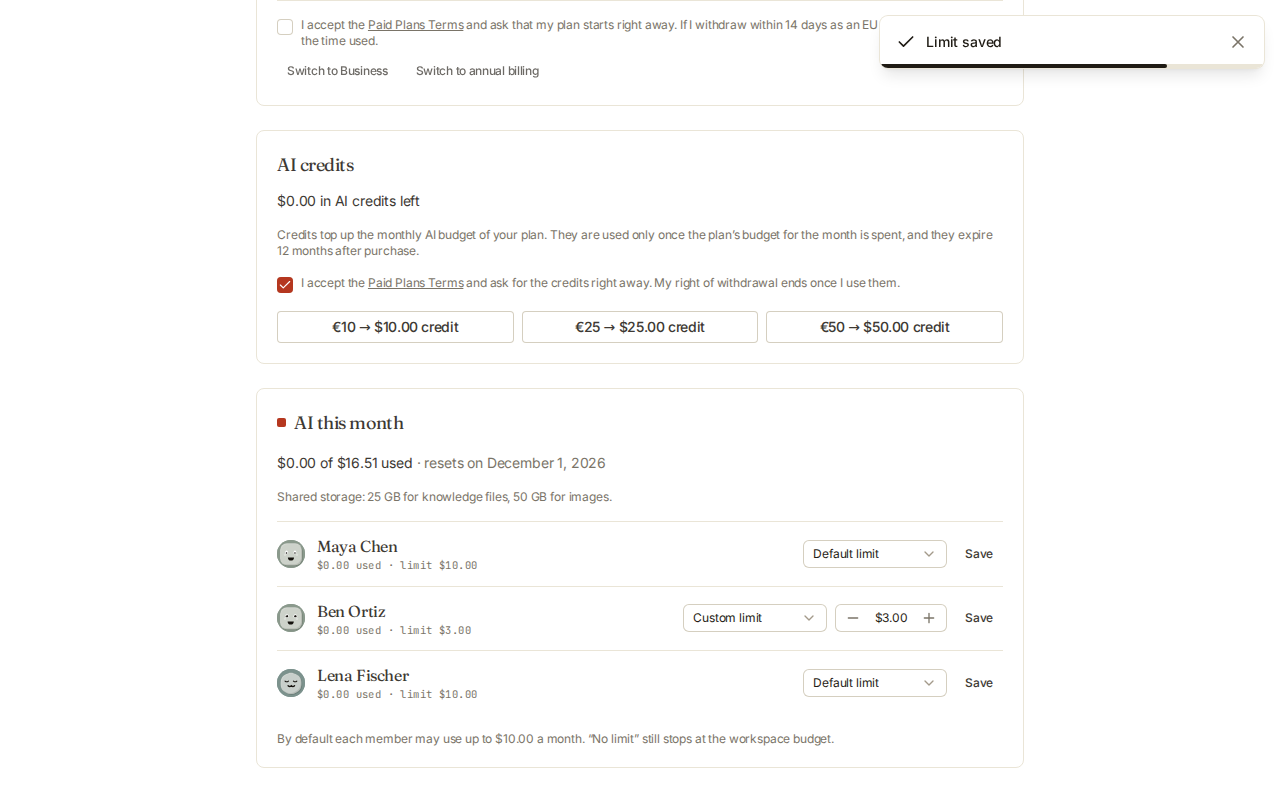 I accept the Paid Plans Terms and ask that my plan starts right away. If I withdraw within 14 days as an EU
the time used.
Limit saved
Switch to Business
Switch to annual billing
AI credits
$0.00 in AI credits left
Credits top up the monthly AI budget of your plan. They are used only once the plan's budget for the month is spent, and they expire
12 months after purchase.
I accept the Paid Plans Terms and ask for the credits right away. My right of withdrawal ends once I use them.
€10 → $10.00 credit
€25 → $25.00 credit
€50 → $50.00 credit
AI this month
$0.00 of $16.51 used · resets on December 1, 2026
Shared storage: 25 GB for knowledge files, 50 GB for images.
Maya Chen
$0.00 used · limit $10.00
Default limit
Save
Ben Ortiz
$0.00 used · limit $3.00
Custom limit
$3.00
Save
Lena Fischer
$0.00 used · limit $10.00
Default limit
Save
By default each member may use up to $10.00 a month. “No limit” still stops at the workspace budget.